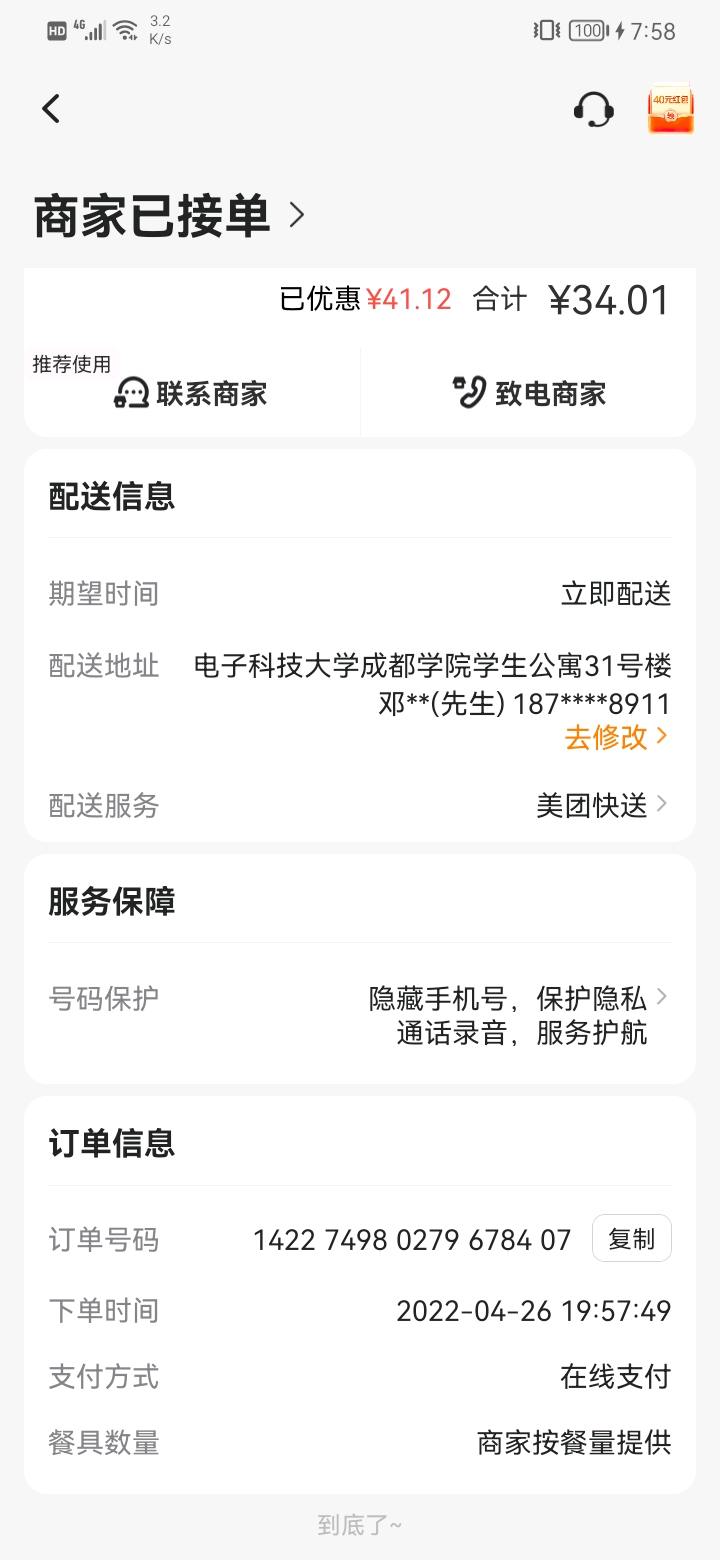 HD 4G 3.2 K/s 100 7:58
40元红包
商家已接单
已优惠¥41.12 合计 ¥34.01
推荐使用
联系商家 致电商家
配送信息
期望时间 立即配送
配送地址 电子科技大学成都学院学生公寓31号楼
邓**(先生) 187****8911
去修改
配送服务 美团快送
服务保障
号码保护 隐藏手机号，保护隐私
通话录音，服务护航
订单信息
订单号码 1422 7498 0279 6784 07 复制
下单时间 2022-04-26 19:57:49
支付方式 在线支付
餐具数量 商家按餐量提供
到底了~